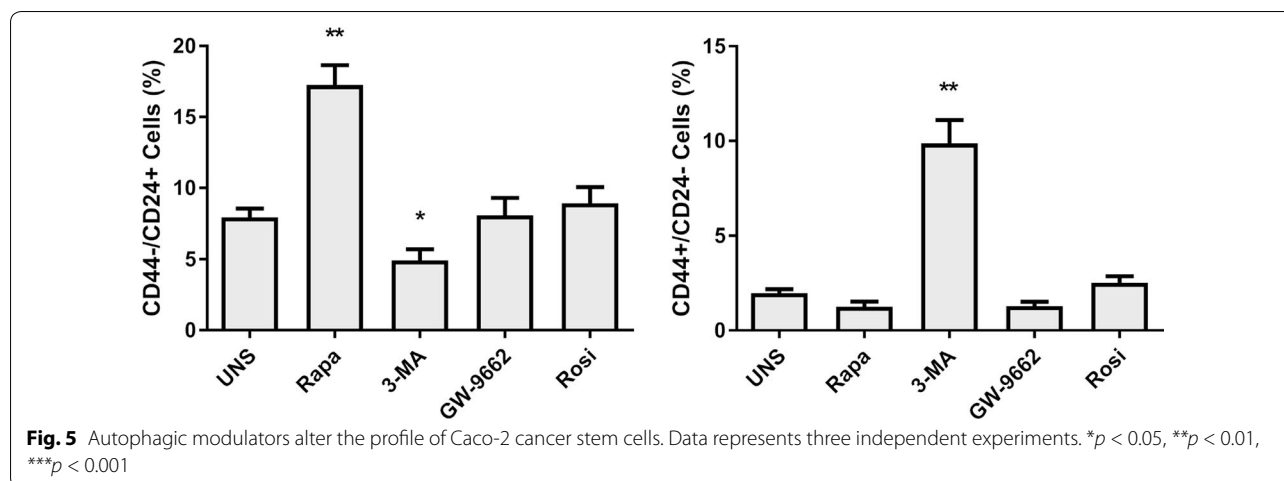 **
20
15
10
5
0
CD44-/CD24+ Cells (%)
*
UNS
Rapa
3-MA
GW-9662
Rosi
15
10
5
0
CD44+/CD24- Cells (%)
**
UNS
Rapa
3-MA
GW-9662
Rosi
Fig. 5 Autophagic modulators alter the profile of Caco-2 cancer stem cells. Data represents three independent experiments. *p < 0.05, **p < 0.01,
***p < 0.001